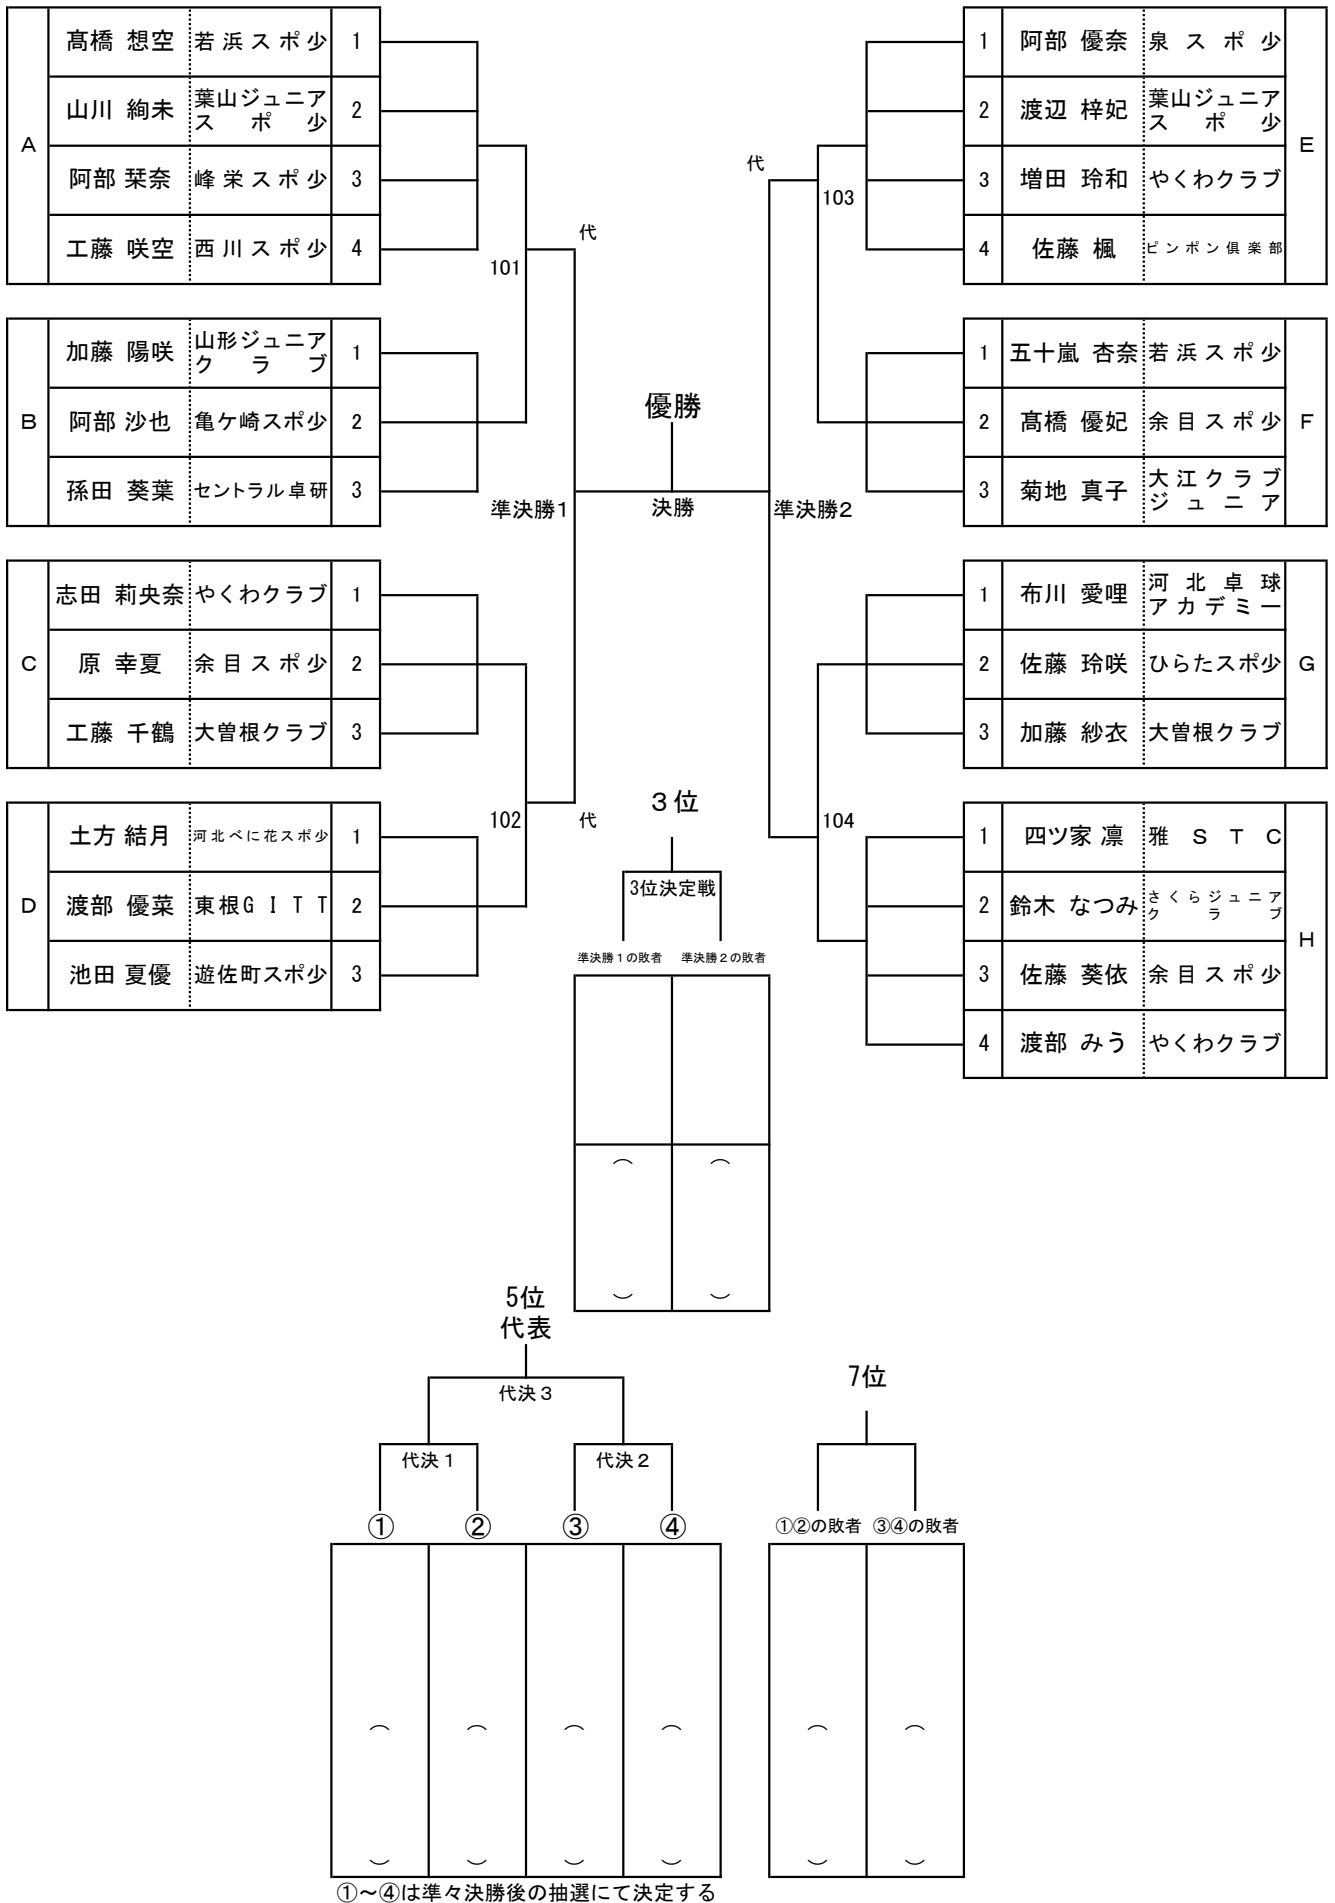 A
髙橋 想空 若浜スポ少 1
山川 絢未 葉山ジュニア
スポ少 2
阿部 栞奈 峰栄スポ少 3
工藤 咲空 西川スポ少 4
B
加藤 陽咲 山形ジュニア
クラブ 1
阿部 沙也 亀ケ崎スポ少 2
孫田 葵葉 セントラル卓研 3
C
志田 莉央奈 やくわクラブ 1
原 幸夏 余目スポ少 2
工藤 千鶴 大曽根クラブ 3
D
土方 結月 河北べに花スポ少 1
渡部 優菜 東根GITT 2
池田 夏優 遊佐町スポ少 3
101
代
準決勝1
102
代
優勝
決勝
代
103
準決勝2
104
E
1 阿部 優奈 泉スポ少
2 渡辺 梓妃 葉山ジュニア
スポ少
3 増田 玲和 やくわクラブ
4 佐藤 楓 ピンポン倶楽部
F
1 五十嵐 杏奈 若浜スポ少
2 髙橋 優妃 余目スポ少
3 菊地 真子 大江クラブ
ジュニア
G
1 布川 愛哩 河北卓球
アカデミー
2 佐藤 玲咲 ひらたスポ少
3 加藤 紗衣 大曽根クラブ
H
1 四ツ家 凛 雅STC
2 鈴木 なつみ さくらジュニア
クラブ
3 佐藤 葵依 余目スポ少
4 渡部 みう やくわクラブ
3位
3位決定戦
準決勝1の敗者 準決勝2の敗者
( ) ( )
5位
代表
代決3
代決1 代決2
① ② ③ ④
( ) ( ) ( ) ( )
①～④は準々決勝後の抽選にて決定する
7位
①②の敗者 ③④の敗者
( ) ( )